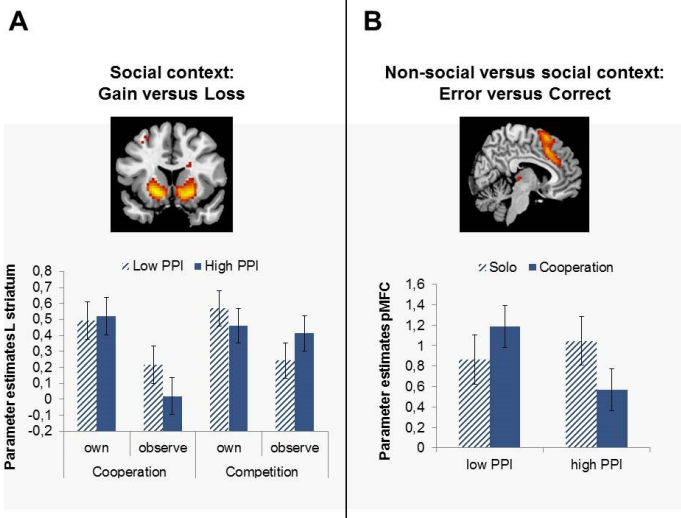 A
Social context:
Gain versus Loss
Low PPI High PPI
Parameter estimates L striatum
0,8
0,7
0,6
0,5
0,4
0,3
0,2
0,1
0
-0,1
-0,2
own observe own observe
Cooperation Competition
B
Non-social versus social context:
Error versus Correct
Solo Cooperation
Parameter estimates pMFC
1,6
1,4
1,2
1
0,8
0,6
0,4
0,2
0
low PPI high PPI